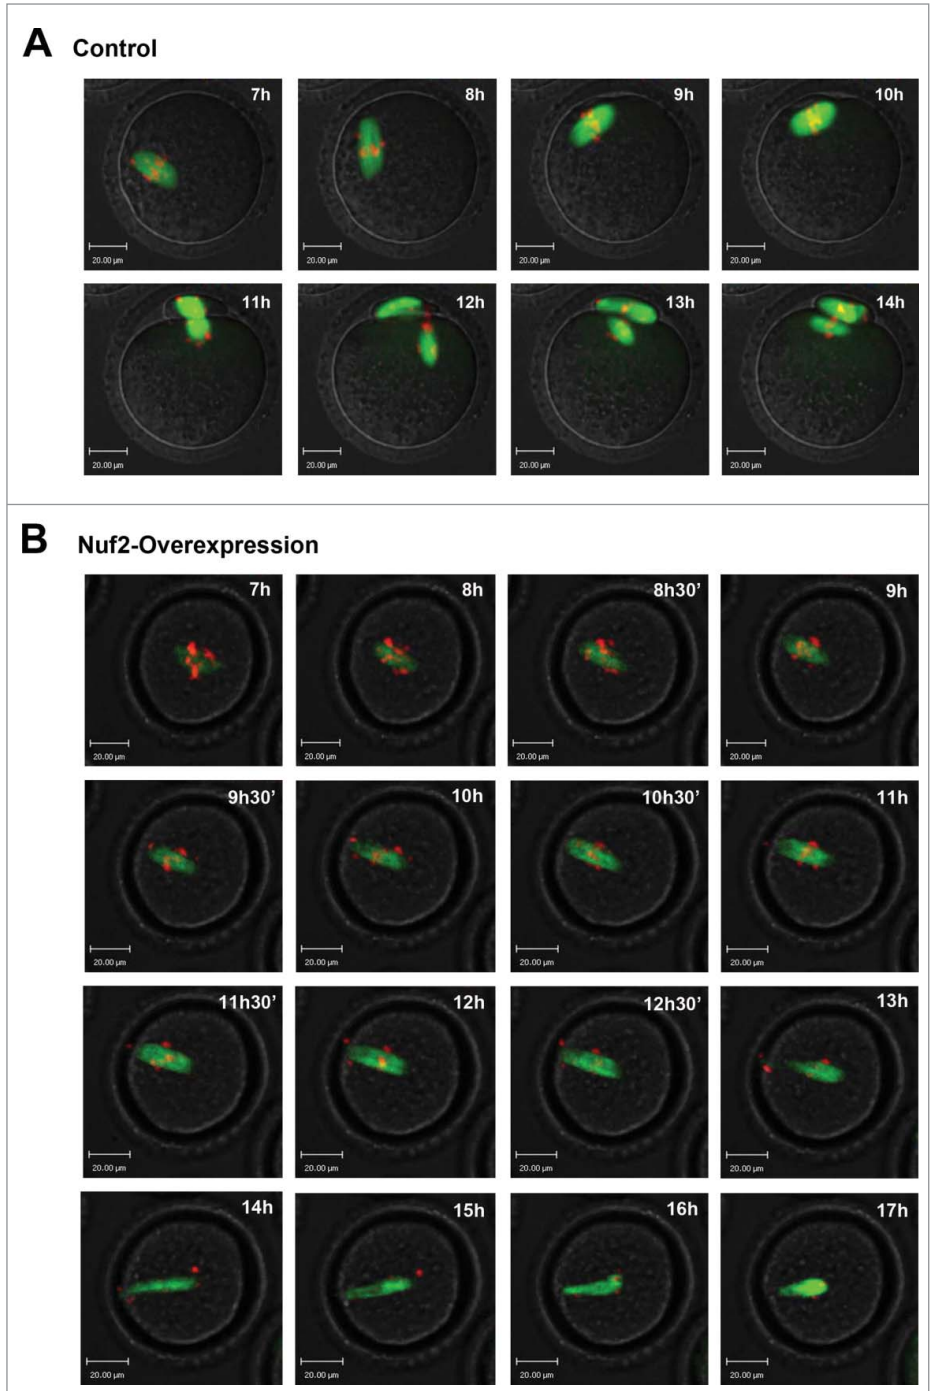 A Control
7h 8h 9h 10h
20.00 µm 20.00 µm 20.00 µm 20.00 µm
11h 12h 13h 14h
20.00 µm 20.00 µm 20.00 µm 20.00 µm
B Nuf2-Overexpression
7h 8h 8h30’ 9h
20.00 µm 20.00 µm 20.00 µm 20.00 µm
9h30’ 10h 10h30’ 11h
20.00 µm 20.00 µm 20.00 µm 20.00 µm
11h30’ 12h 12h30’ 13h
20.00 µm 20.00 µm 20.00 µm 20.00 µm
14h 15h 16h 17h
20.00 µm 20.00 µm 20.00 µm 20.00 µm